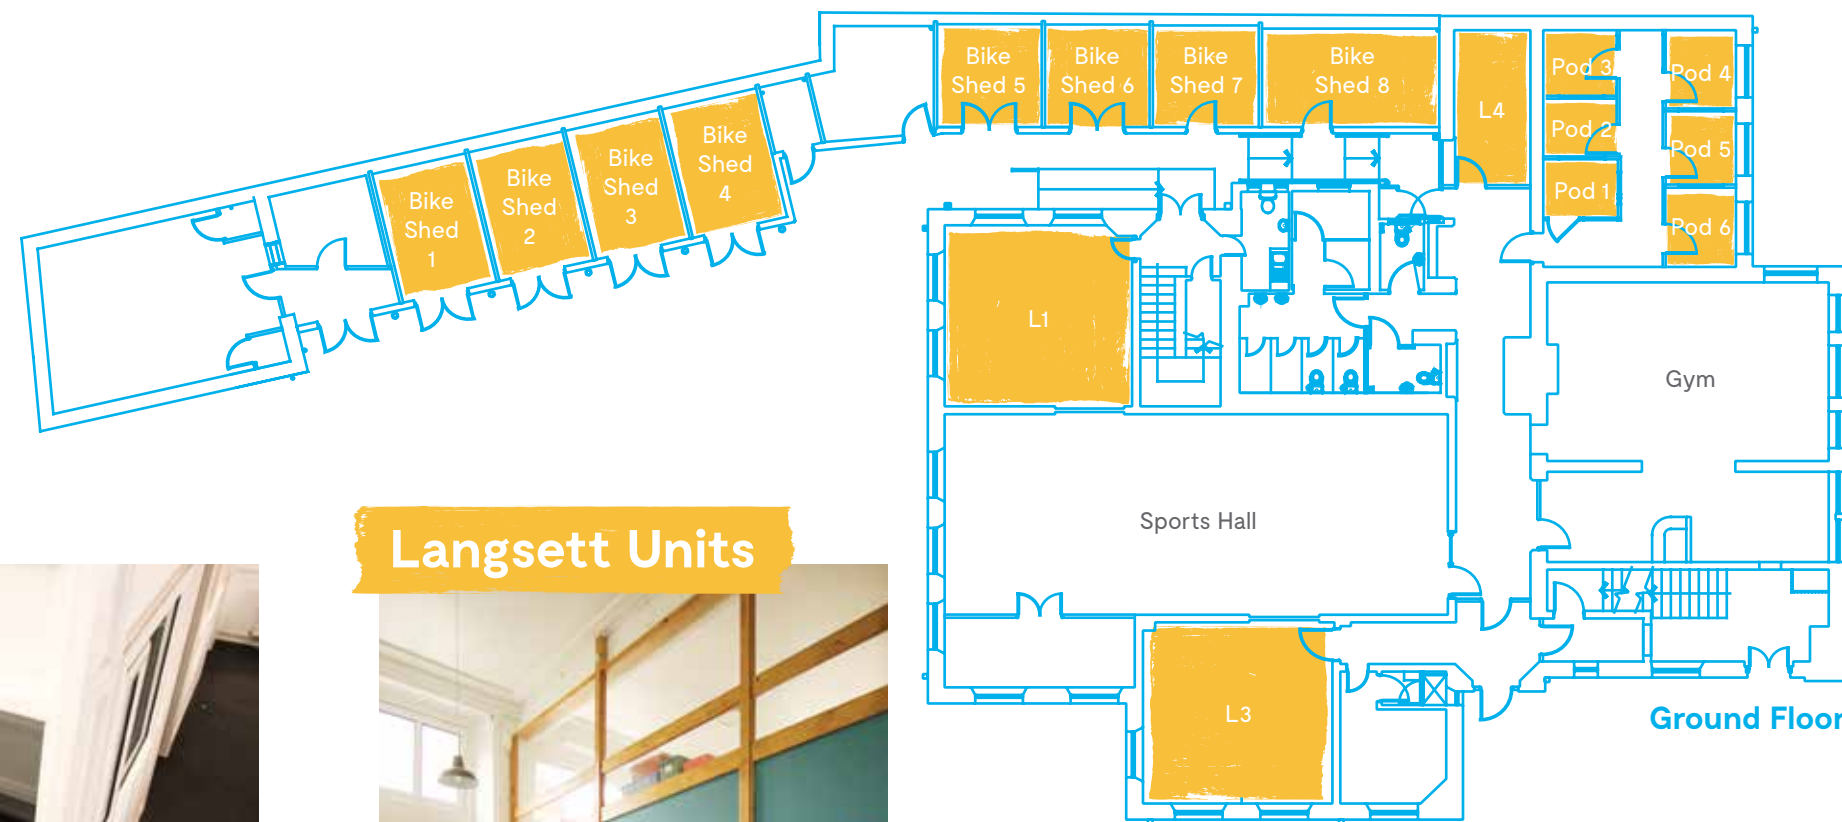 Bike
Shed 5
Bike
Shed 6
Bike
Shed 7
Bike
Shed 8
L4
Pod 3
Pod 2
Pod 1
Pod 4
Pod 5
Pod 6
Bike
Shed
4
Bike
Shed
3
Bike
Shed
2
Bike
Shed
1
L1
Gym
Sports Hall
Langsett Units
L3
Ground Floor